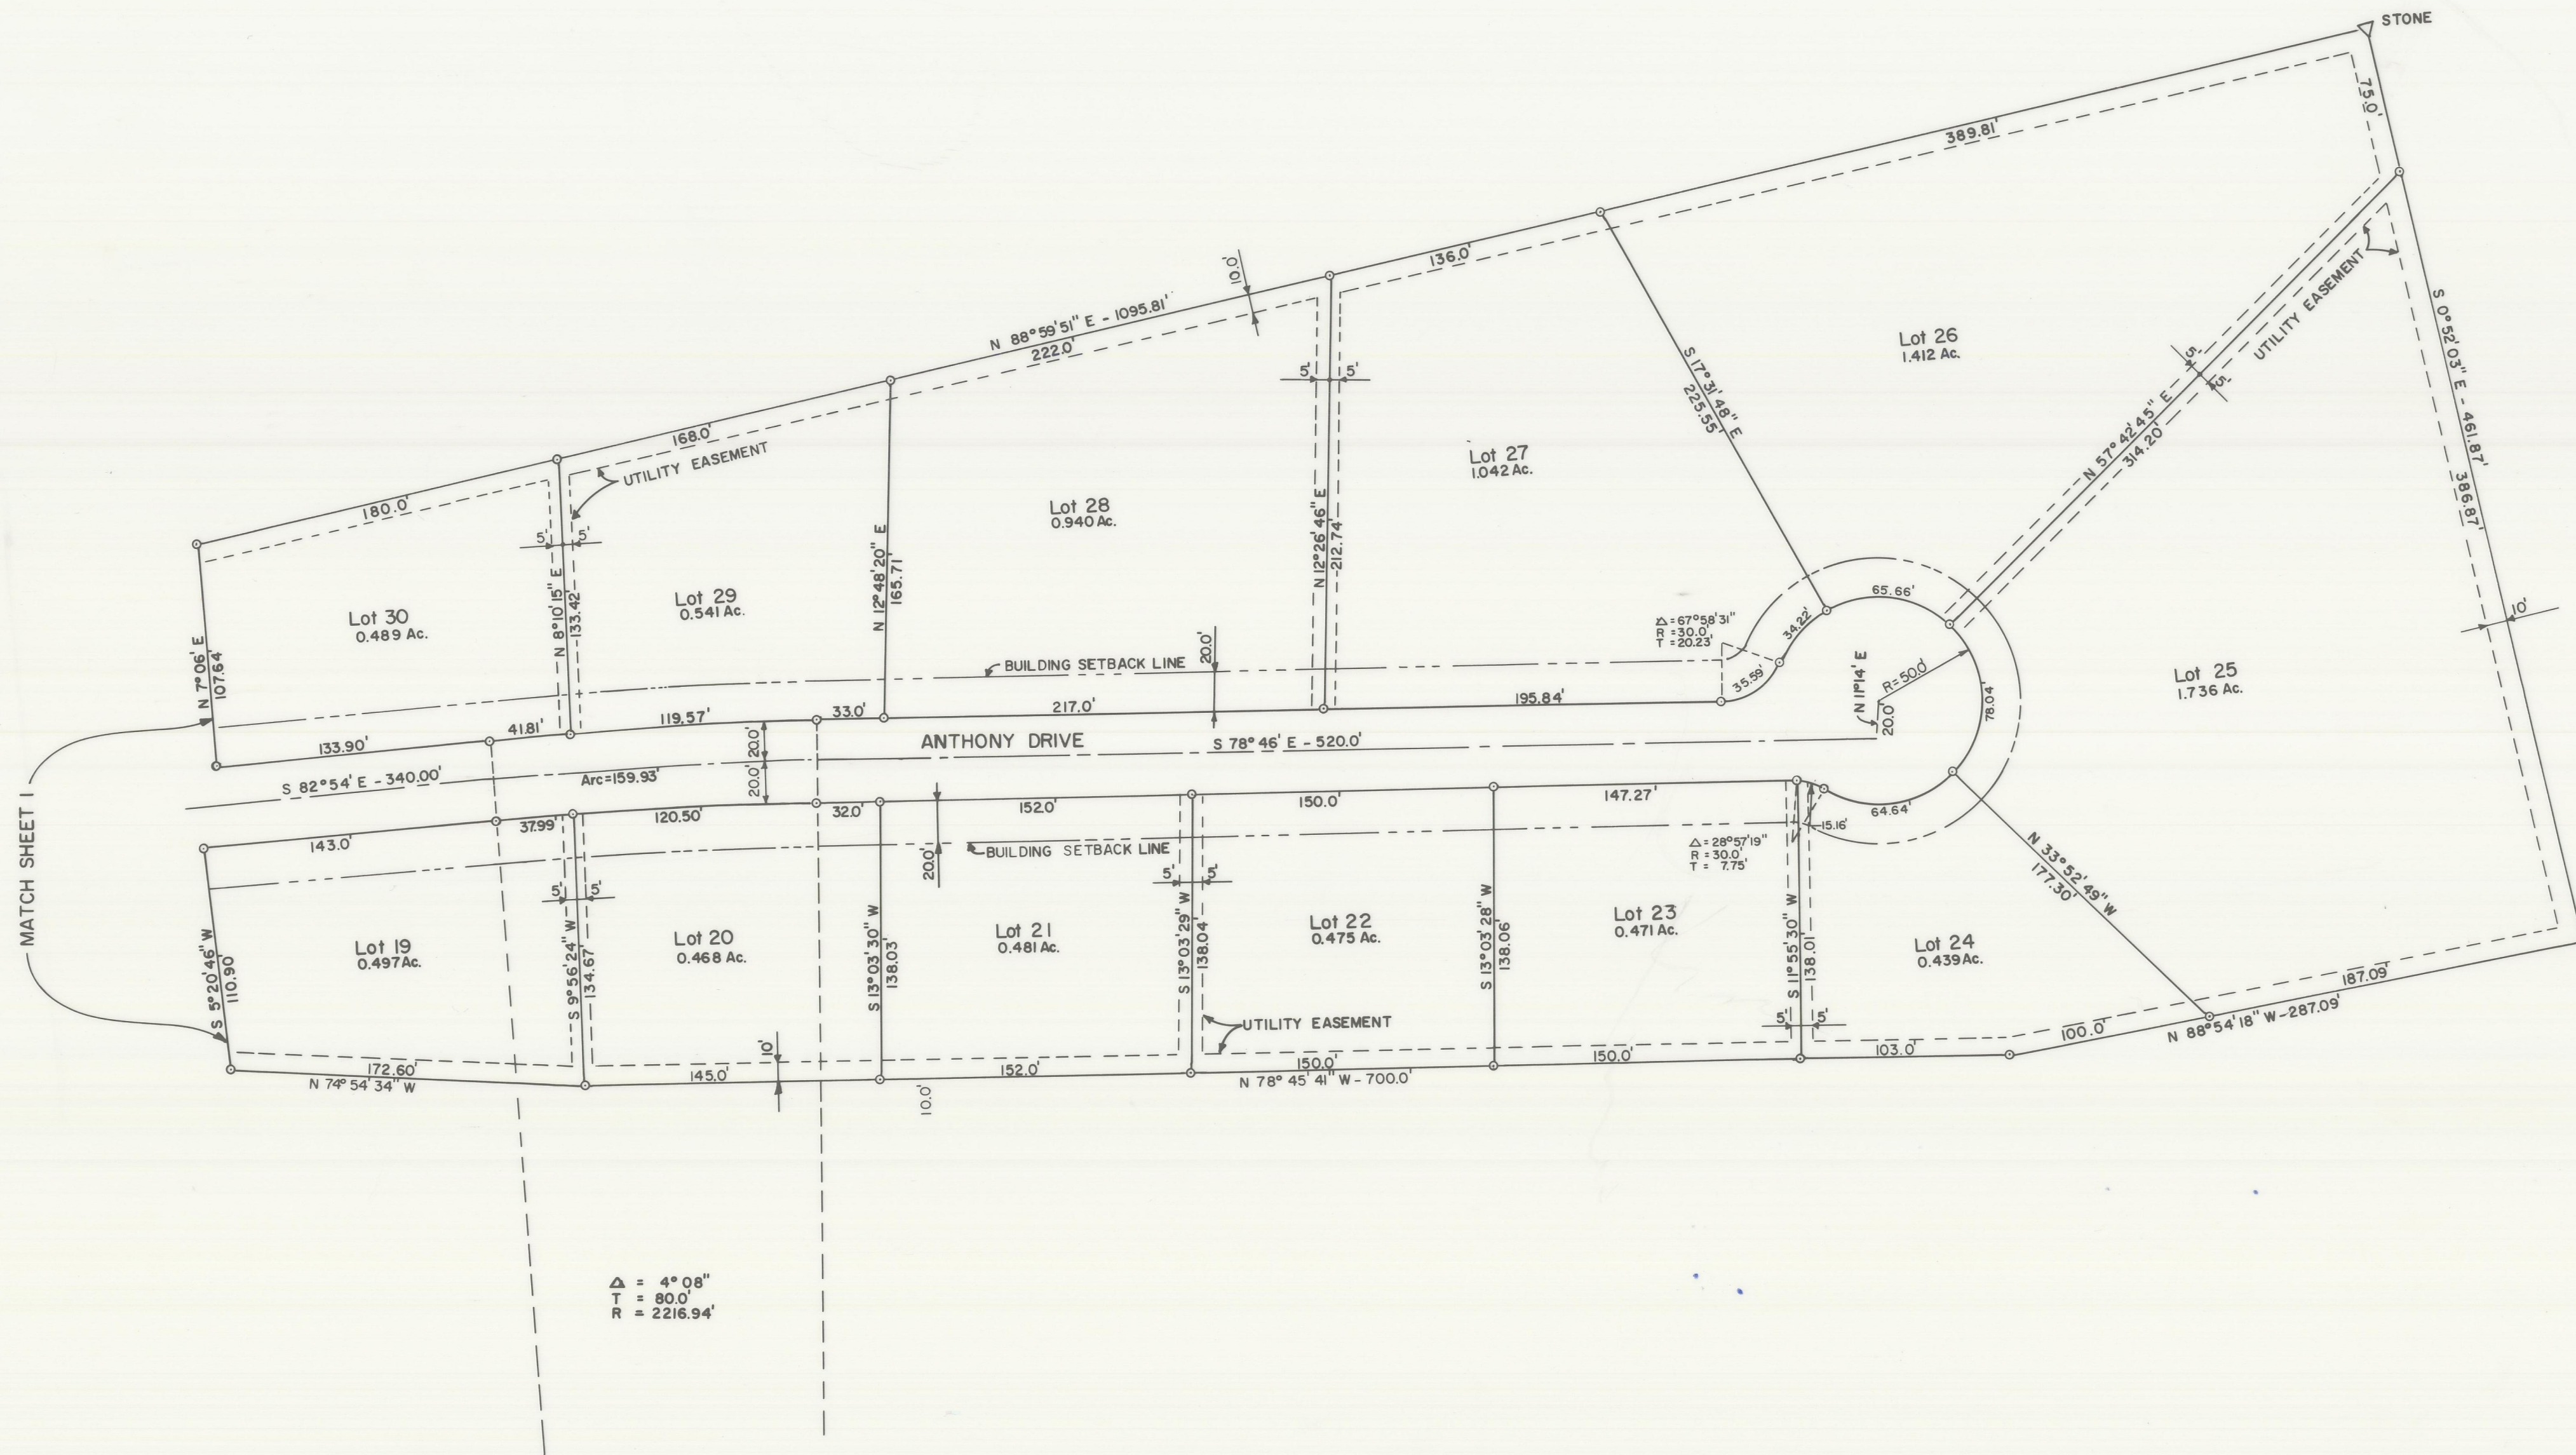 STONE
75.0'
389.81'
136.0'
10.0'
N 88°59'51" E - 1095.81'
222.0'
168.0'
UTILITY EASEMENT
180.0'
5' 5'
5' 5'
S 17°31'48" E
225.55'
Lot 26
1.412 Ac.
5'
5'
UTILITY EASEMENT
N 57°42'45" E
314.20'
S 0°52'03" E - 461.87'
386.87'
10'
Lot 27
1.042 Ac.
Lot 28
0.940 Ac.
Lot 29
0.541 Ac.
Lot 30
0.489 Ac.
N 7°06' E
107.64'
N 8°10'15" E
133.42'
N 12°48'20" E
165.71'
N 12°26'46" E
212.74'
BUILDING SETBACK LINE
20.0'
Δ = 67°58'31"
R = 30.0'
T = 20.23'
34.22'
35.59'
65.66'
N 11°14' E
20.0'
R = 50.0'
78.04'
Lot 25
1.736 Ac.
133.90'
41.81'
119.57'
33.0'
217.0'
195.84'
ANTHONY DRIVE
S 78°46' E - 520.0'
S 82°54' E - 340.00'
Arc = 159.93'
20.0'
20.0'
MATCH SHEET 1
143.0'
37.99'
120.50'
32.0'
152.0'
150.0'
147.27'
15.16'
64.64'
20.0'
BUILDING SETBACK LINE
Δ = 28°57'19"
R = 30.0'
T = 7.75'
N 33°52'49" W
177.30'
5' 5'
5' 5'
S 5°20'46" W
110.90'
Lot 19
0.497 Ac.
S 9°56'24" W
134.67'
Lot 20
0.468 Ac.
S 13°03'30" W
138.03'
Lot 21
0.481 Ac.
S 13°03'29" W
138.04'
Lot 22
0.475 Ac.
S 13°03'28" W
138.06'
Lot 23
0.471 Ac.
S 11°55'30" W
138.01'
Lot 24
0.439 Ac.
UTILITY EASEMENT
5' 5'
10'
172.60'
N 74°54'34" W
145.0'
152.0'
150.0'
150.0'
103.0'
100.0'
187.09'
N 88°54'18" W - 287.09'
N 78°45'41" W - 700.0'
10.0'
Δ = 4°08"
T = 80.0'
R = 2216.94'